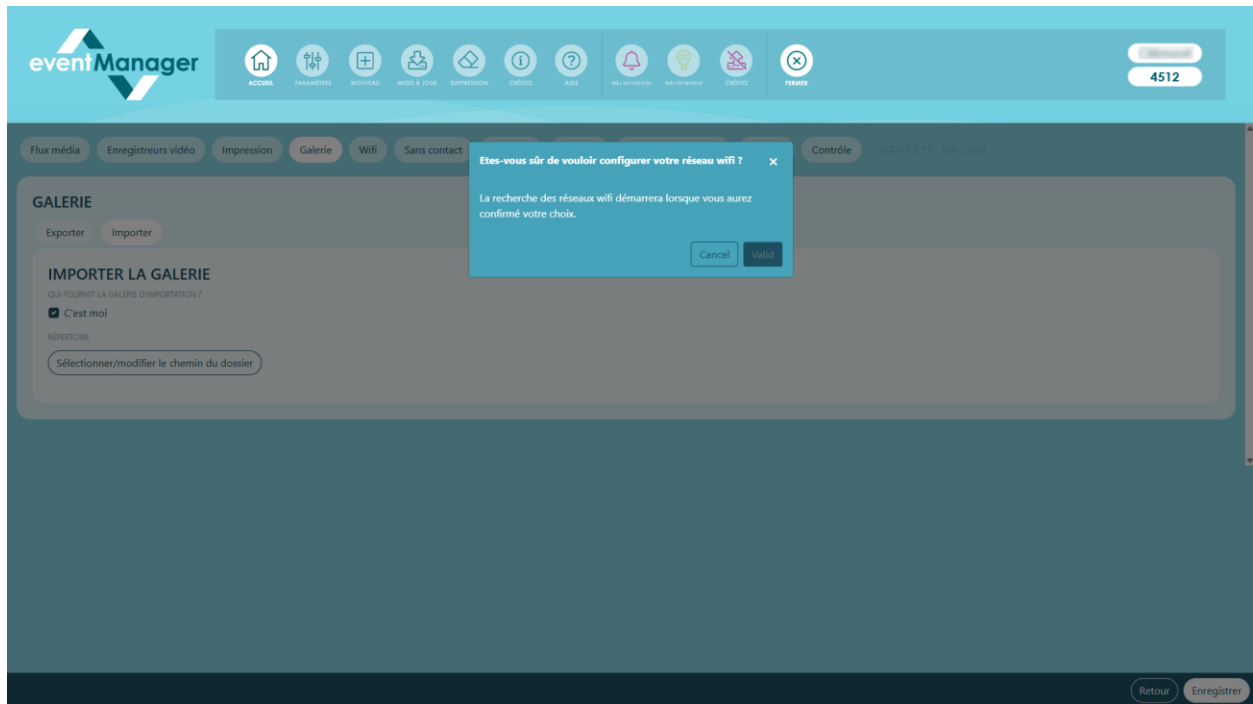 eventManager
ACCUEIL
PARAMÈTRES
NOUVEAU
MISES À JOUR
SUPPRESSION
CRÉDITS
AIDE
CRÉDITS
FERMER
4512
Flux média
Enregistreurs vidéo
Impression
Galerie
Wifi
Sans contact
Contrôle
Etes-vous sûr de vouloir configurer votre réseau wifi ?
La recherche des réseaux wifi démarrera lorsque vous aurez
confirmé votre choix.
Cancel
Valid
GALERIE
Exporter
Importer
IMPORTER LA GALERIE
QUI FOURNIT LA GALERIE D'IMPORTATION ?
C'est moi
RÉPERTOIRE
Sélectionner/modifier le chemin du dossier
Retour
Enregistrer